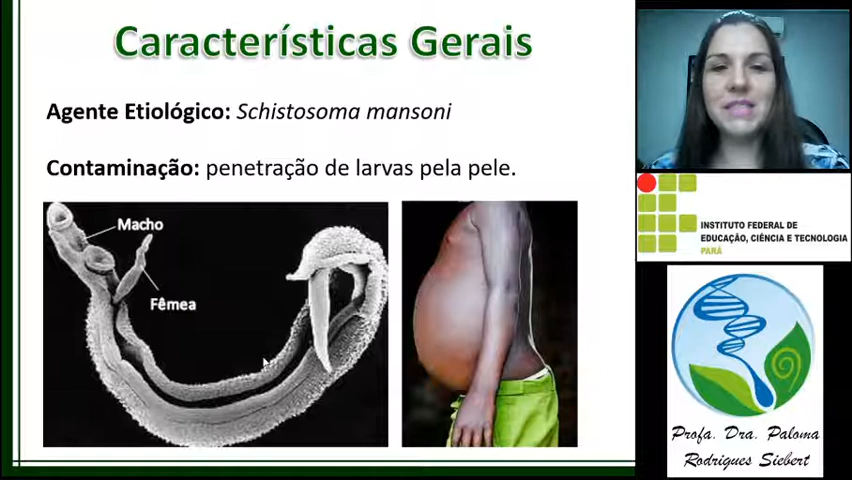 Características Gerais
Agente Etiológico: Schistosoma mansoni
Contaminação: penetração de larvas pela pele.
Macho
Fêmea
INSTITUTO FEDERAL DE
EDUCAÇÃO, CIÊNCIA E TECNOLOGIA
PARÁ
Profa. Dra. Paloma
Rodrigues Siebert